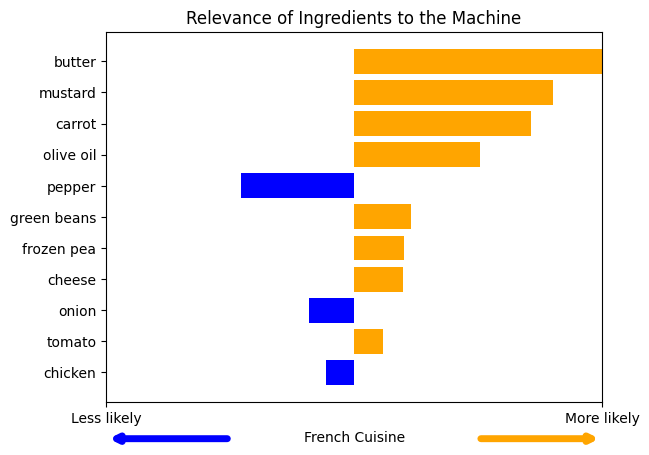 Relevance of Ingredients to the Machine
butter
mustard
carrot
olive oil
pepper
green beans
frozen pea
cheese
onion
tomato
chicken
Less likely
More likely
French Cuisine